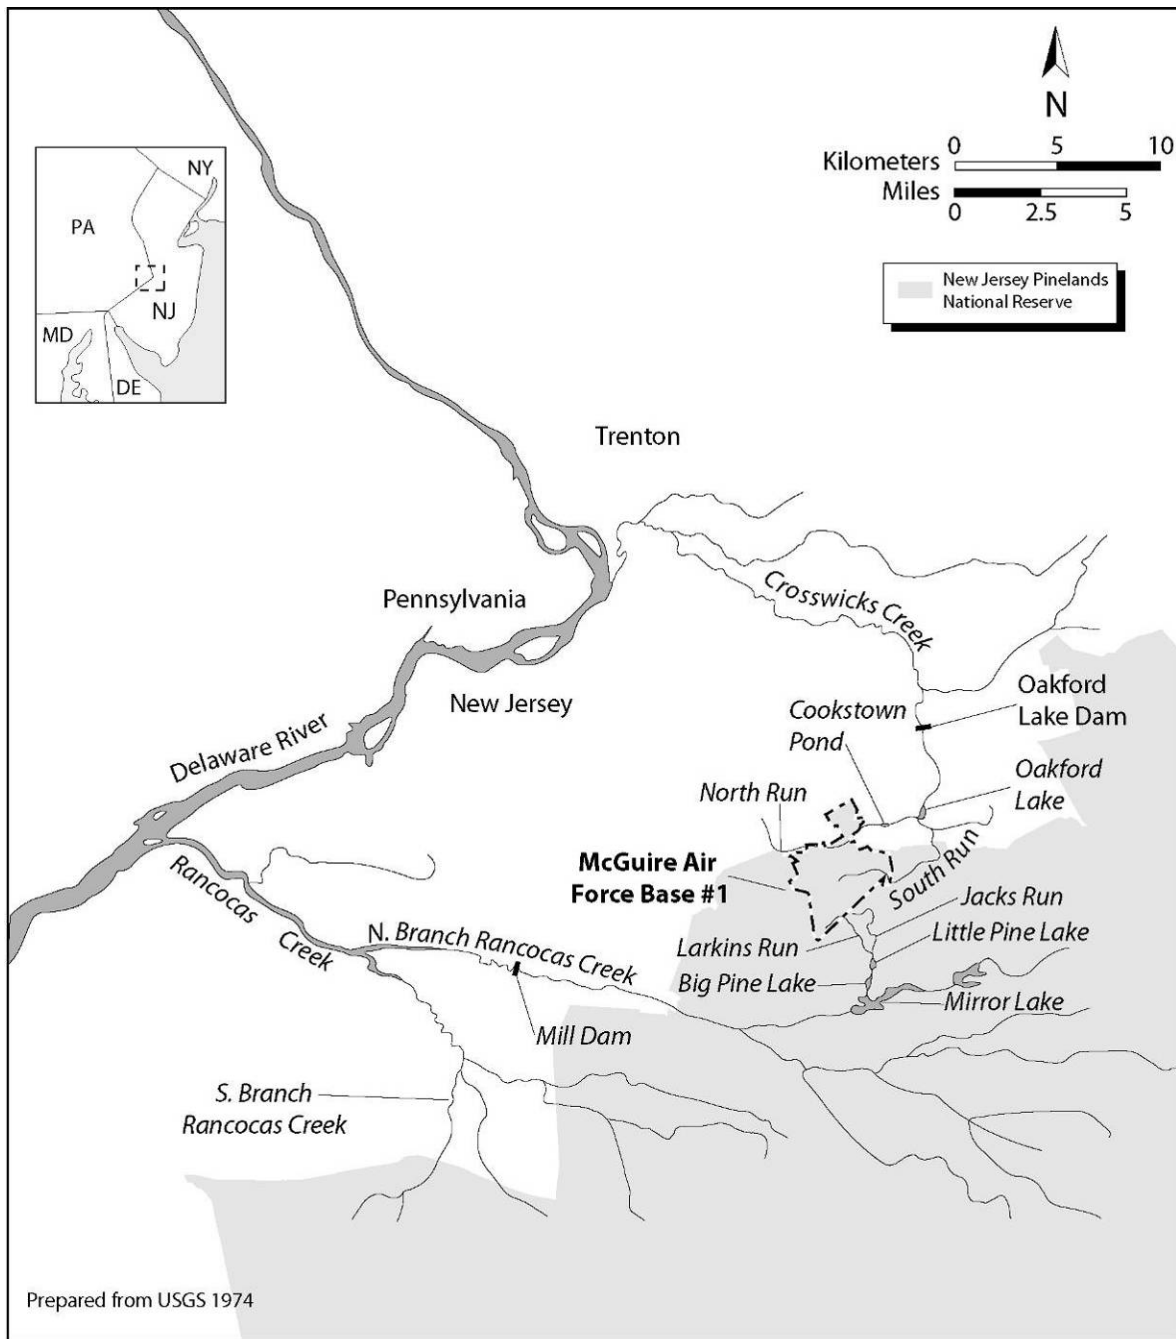 N
0 5 10
Kilometers
Miles
0 2.5 5
New Jersey Pinelands
National Reserve
NY
PA
NJ
MD
DE
Trenton
Pennsylvania
New Jersey
Delaware River
Crosswicks Creek
Oakford
Lake Dam
Cookstown
Pond
Oakford
Lake
North Run
McGuire Air
Force Base #1
South Run
Jacks Run
Larkins Run
Little Pine Lake
Big Pine Lake
Mirror Lake
Rancocas
Creek
N. Branch Rancocas Creek
Mill Dam
S. Branch
Rancocas Creek
Prepared from USGS 1974